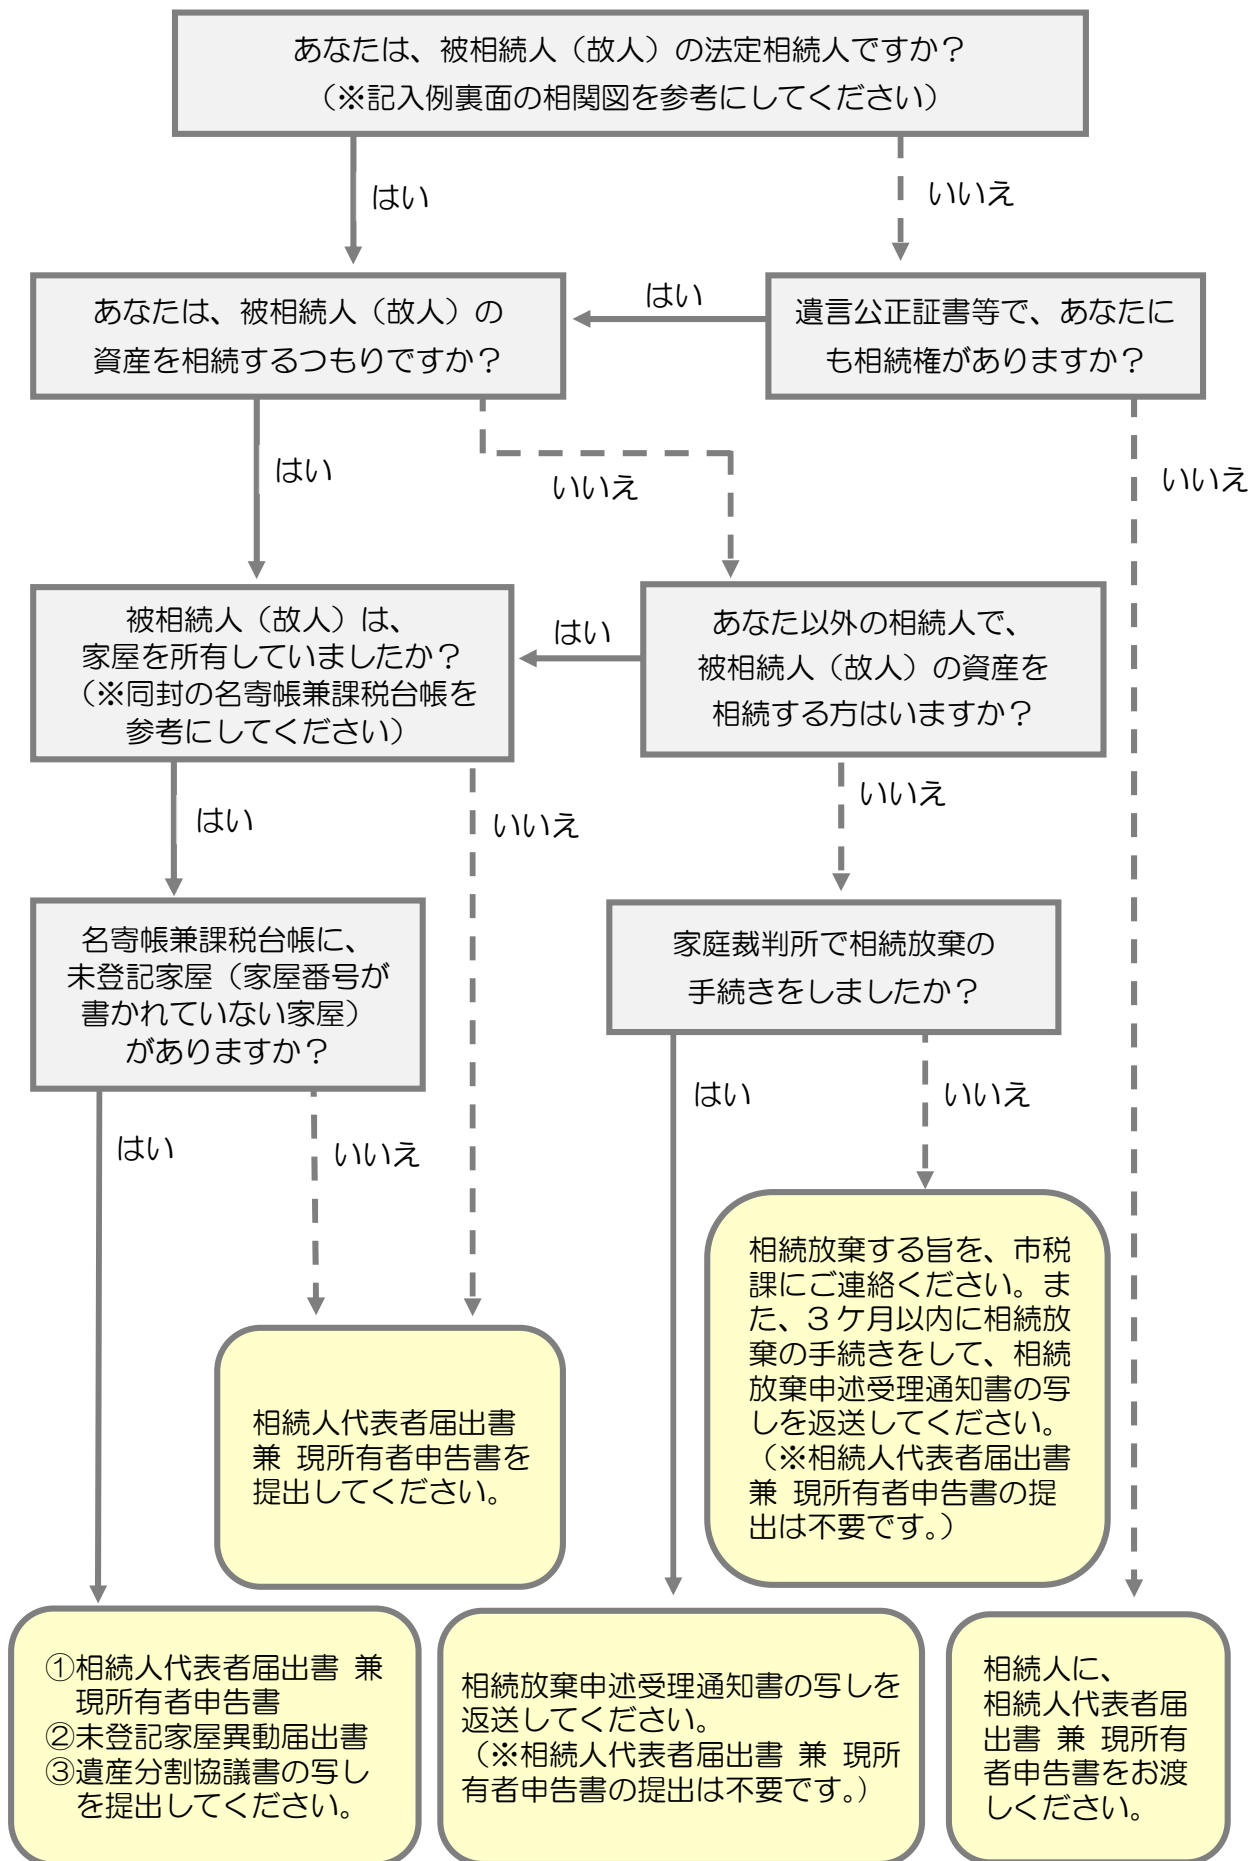 あなたは、被相続人（故人）の法定相続人ですか？
（※記入例裏面の相関図を参考にしてください）
はい
いいえ
あなたは、被相続人（故人）の
資産を相続するつもりですか？
はい
遺言公正証書等で、あなたに
も相続権がありますか？
はい
いいえ
いいえ
被相続人（故人）は、
家屋を所有していましたか？
（※同封の名寄帳兼課税台帳を
参考にしてください）
はい
あなた以外の相続人で、
被相続人（故人）の資産を
相続する方はいますか？
はい
いいえ
いいえ
名寄帳兼課税台帳に、
未登記家屋（家屋番号が
書かれていない家屋）
がありますか？
家庭裁判所で相続放棄の
手続きをしましたか？
はい
いいえ
はい
いいえ
相続放棄する旨を、市税
課にご連絡ください。ま
た、３ケ月以内に相続放
棄の手続きをして、相続
放棄申述受理通知書の写
しを返送してください。
（※相続人代表者届出書
兼 現所有者申告書の提
出は不要です。）
相続人代表者届出書
兼 現所有者申告書を
提出してください。
①相続人代表者届出書 兼
現所有者申告書
②未登記家屋異動届出書
③遺産分割協議書の写し
を提出してください。
相続放棄申述受理通知書の写しを
返送してください。
（※相続人代表者届出書 兼 現所
有者申告書の提出は不要です。）
相続人に、
相続人代表者届
出書 兼 現所有
者申告書をお渡
しください。